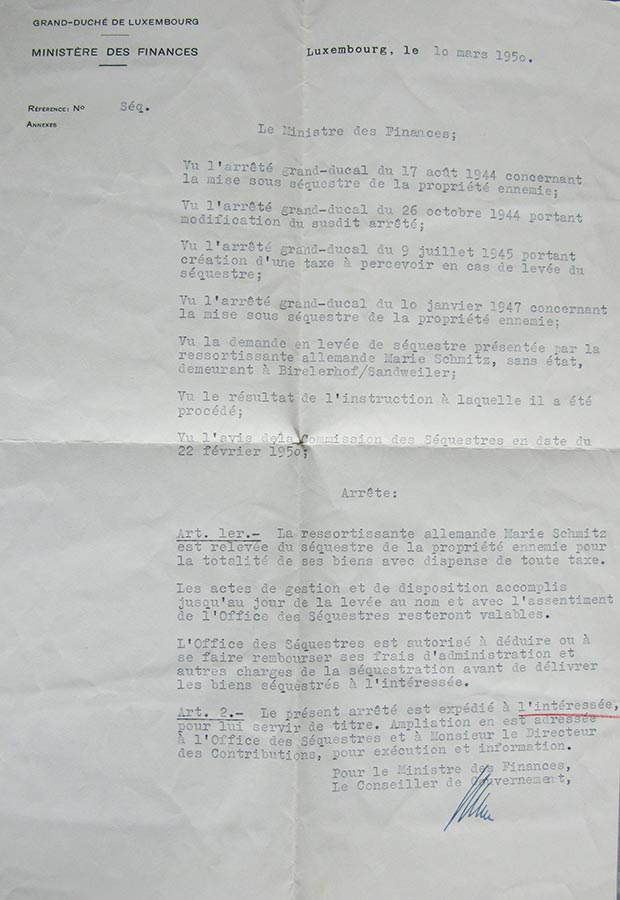 GRAND-DUCHÉ DE LUXEMBOURG
MINISTÈRE DES FINANCES
Luxembourg, le 10 mars 1950.
RÉFÉRENCE: No Séq.
ANNEXES
Le Ministre des Finances;
Vu l'arrêté grand-ducal du 17 août 1944 concernant
la mise sous séquestre de la propriété ennemie;
Vu l'arrêté grand-ducal du 26 octobre 1944 portant
modification du susdit arrêté;
Vu l'arrêté grand-ducal du 9 juillet 1945 portant
création d'une taxe à percevoir en cas de levée du
séquestre;
Vu l'arrêté grand-ducal du 10 janvier 1947 concernant
la mise sous séquestre de la propriété ennemie;
Vu la demande en levée de séquestre présentée par la
ressortissante allemande Marie Schmitz, sans état,
demeurant à Birelerhof/Sandweiler;
Vu le résultat de l'instruction à laquelle il a été
procédé;
Vu l'avis dela Commission des Séquestres en date du
22 février 1950;
Arrête:
Art. 1er.- La ressortissante allemande Marie Schmitz
est relevée du séquestre de la propriété ennemie pour
la totalité de ses biens avec dispense de toute taxe.
Les actes de gestion et de disposition accomplis
jusqu'au jour de la levée au nom et avec l'assentiment
de l'Office des Séquestres resteront valables.
L'Office des Séquestres est autorisé à déduire ou à
se faire rembourser ses frais d'administration et
autres charges de la séquestration avant de délivrer
les biens séquestrés à l'intéressée.
Art. 2.- Le présent arrêté est expédié à l'intéressée,
pour lui servir de titre. Ampliation en est adressée
à l'Office des Séquestres et à Monsieur le Directeur
des Contributions, pour exécution et information.
Pour le Ministre des Finances,
Le Conseiller de Gouvernement,